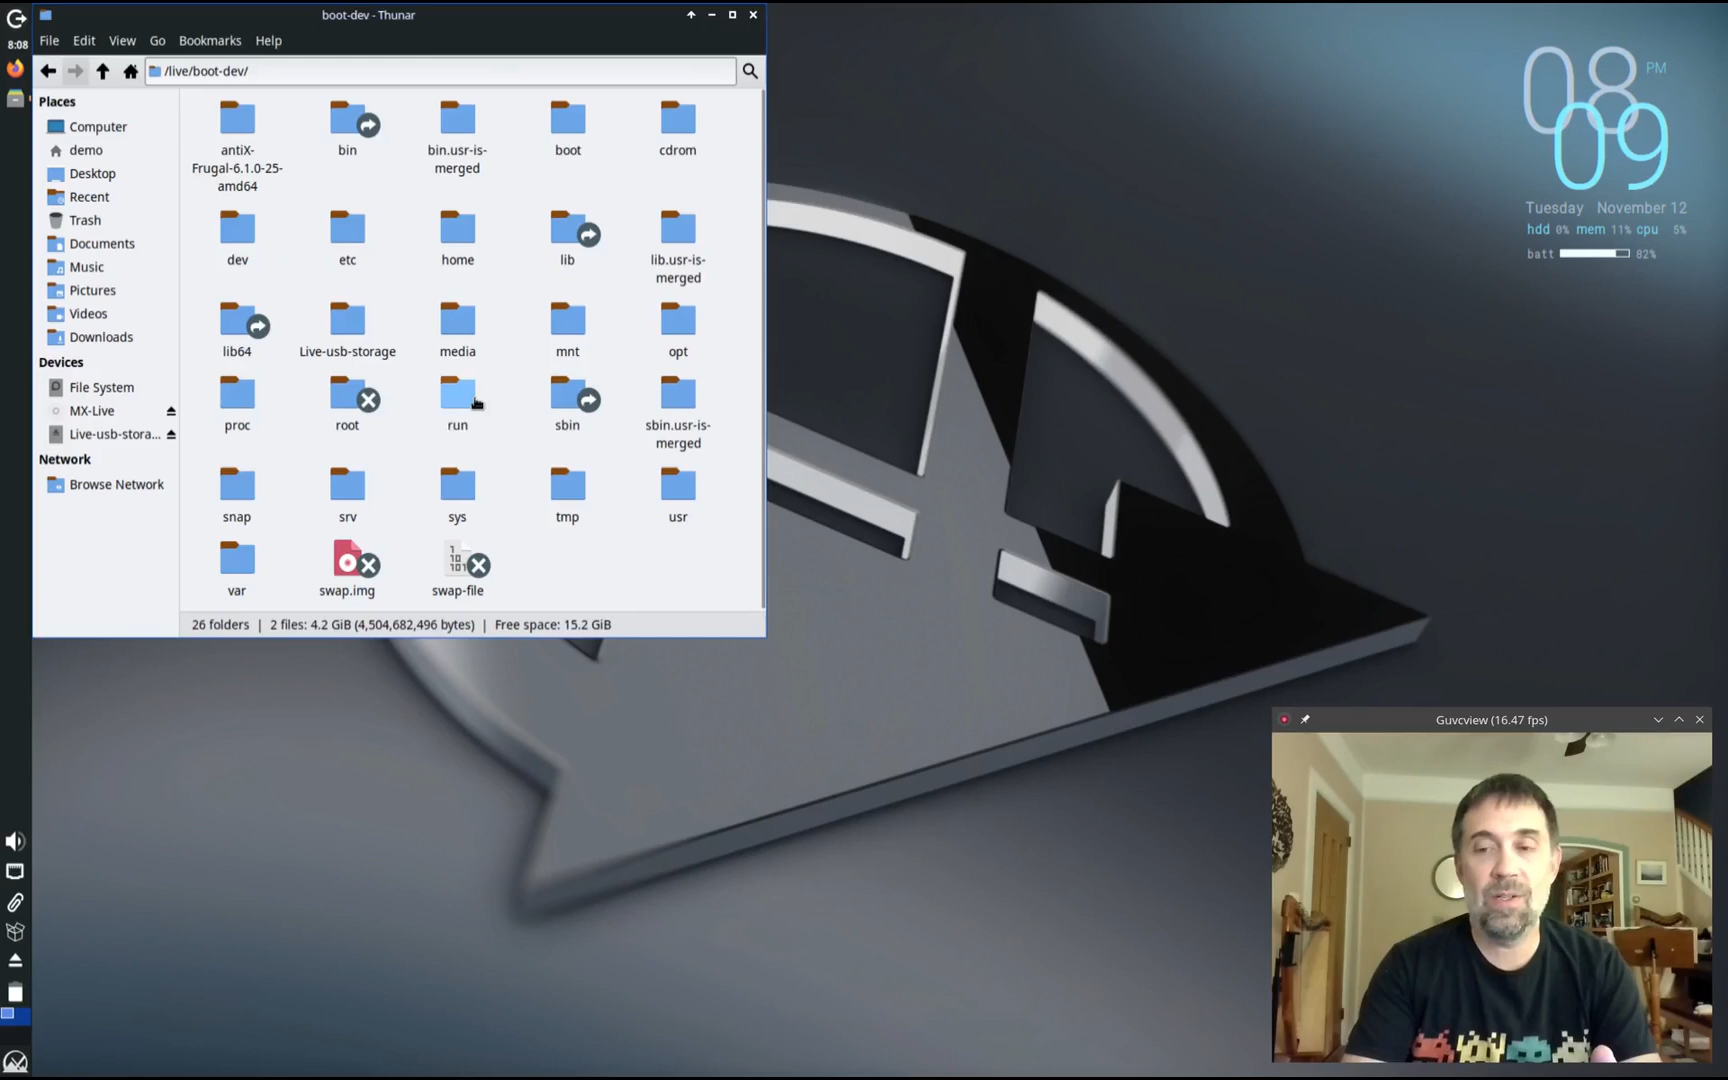 boot-dev - Thunar
8:08
File Edit View Go Bookmarks Help
/live/boot-dev/
Places
Computer
demo
Desktop
Recent
Trash
Documents
Music
Pictures
Videos
Downloads
Devices
File System
MX-Live
Live-usb-stora...
Network
Browse Network
antiX-
Frugal-6.1.0-25-
amd64
bin
bin.usr-is-
merged
boot
cdrom
dev
etc
home
lib
lib.usr-is-
merged
lib64
Live-usb-storage
media
mnt
opt
proc
root
run
sbin
sbin.usr-is-
merged
snap
srv
sys
tmp
usr
var
swap.img
1
10
101
swap-file
26 folders | 2 files: 4.2 GiB (4,504,682,496 bytes) | Free space: 15.2 GiB
08 PM
09
Tuesday November 12
hdd 0% mem 11% cpu 5%
batt 82%
Guvcview (16.47 fps)